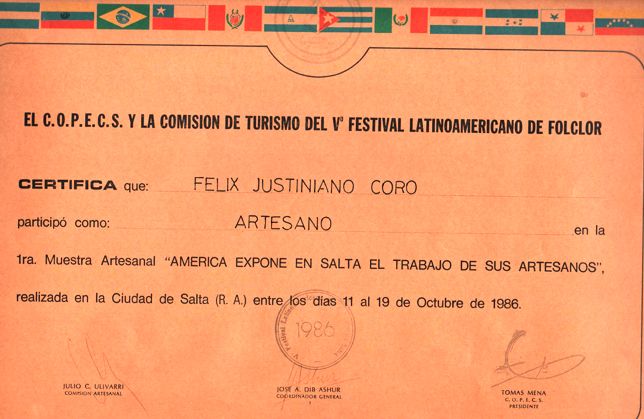 EL C.O.P.E.C.S. Y LA COMISION DE TURISMO DEL Vº FESTIVAL LATINOAMERICANO DE FOLCLOR
CERTIFICA que: FELIX JUSTINIANO CORO
participó como: ARTESANO en la
1ra. Muestra Artesanal “AMERICA EXPONE EN SALTA EL TRABAJO DE SUS ARTESANOS”,
realizada en la Ciudad de Salta (R. A.) entre los días 11 al 19 de Octubre de 1986.
V Festival Latino
1986
JULIO C. ULIVARRI
COMISION ARTESANAL
JOSE A. DIB ASHUR
COORDINADOR GENERAL
TOMAS MENA
C. O. P. E. C. S.
PRESIDENTE